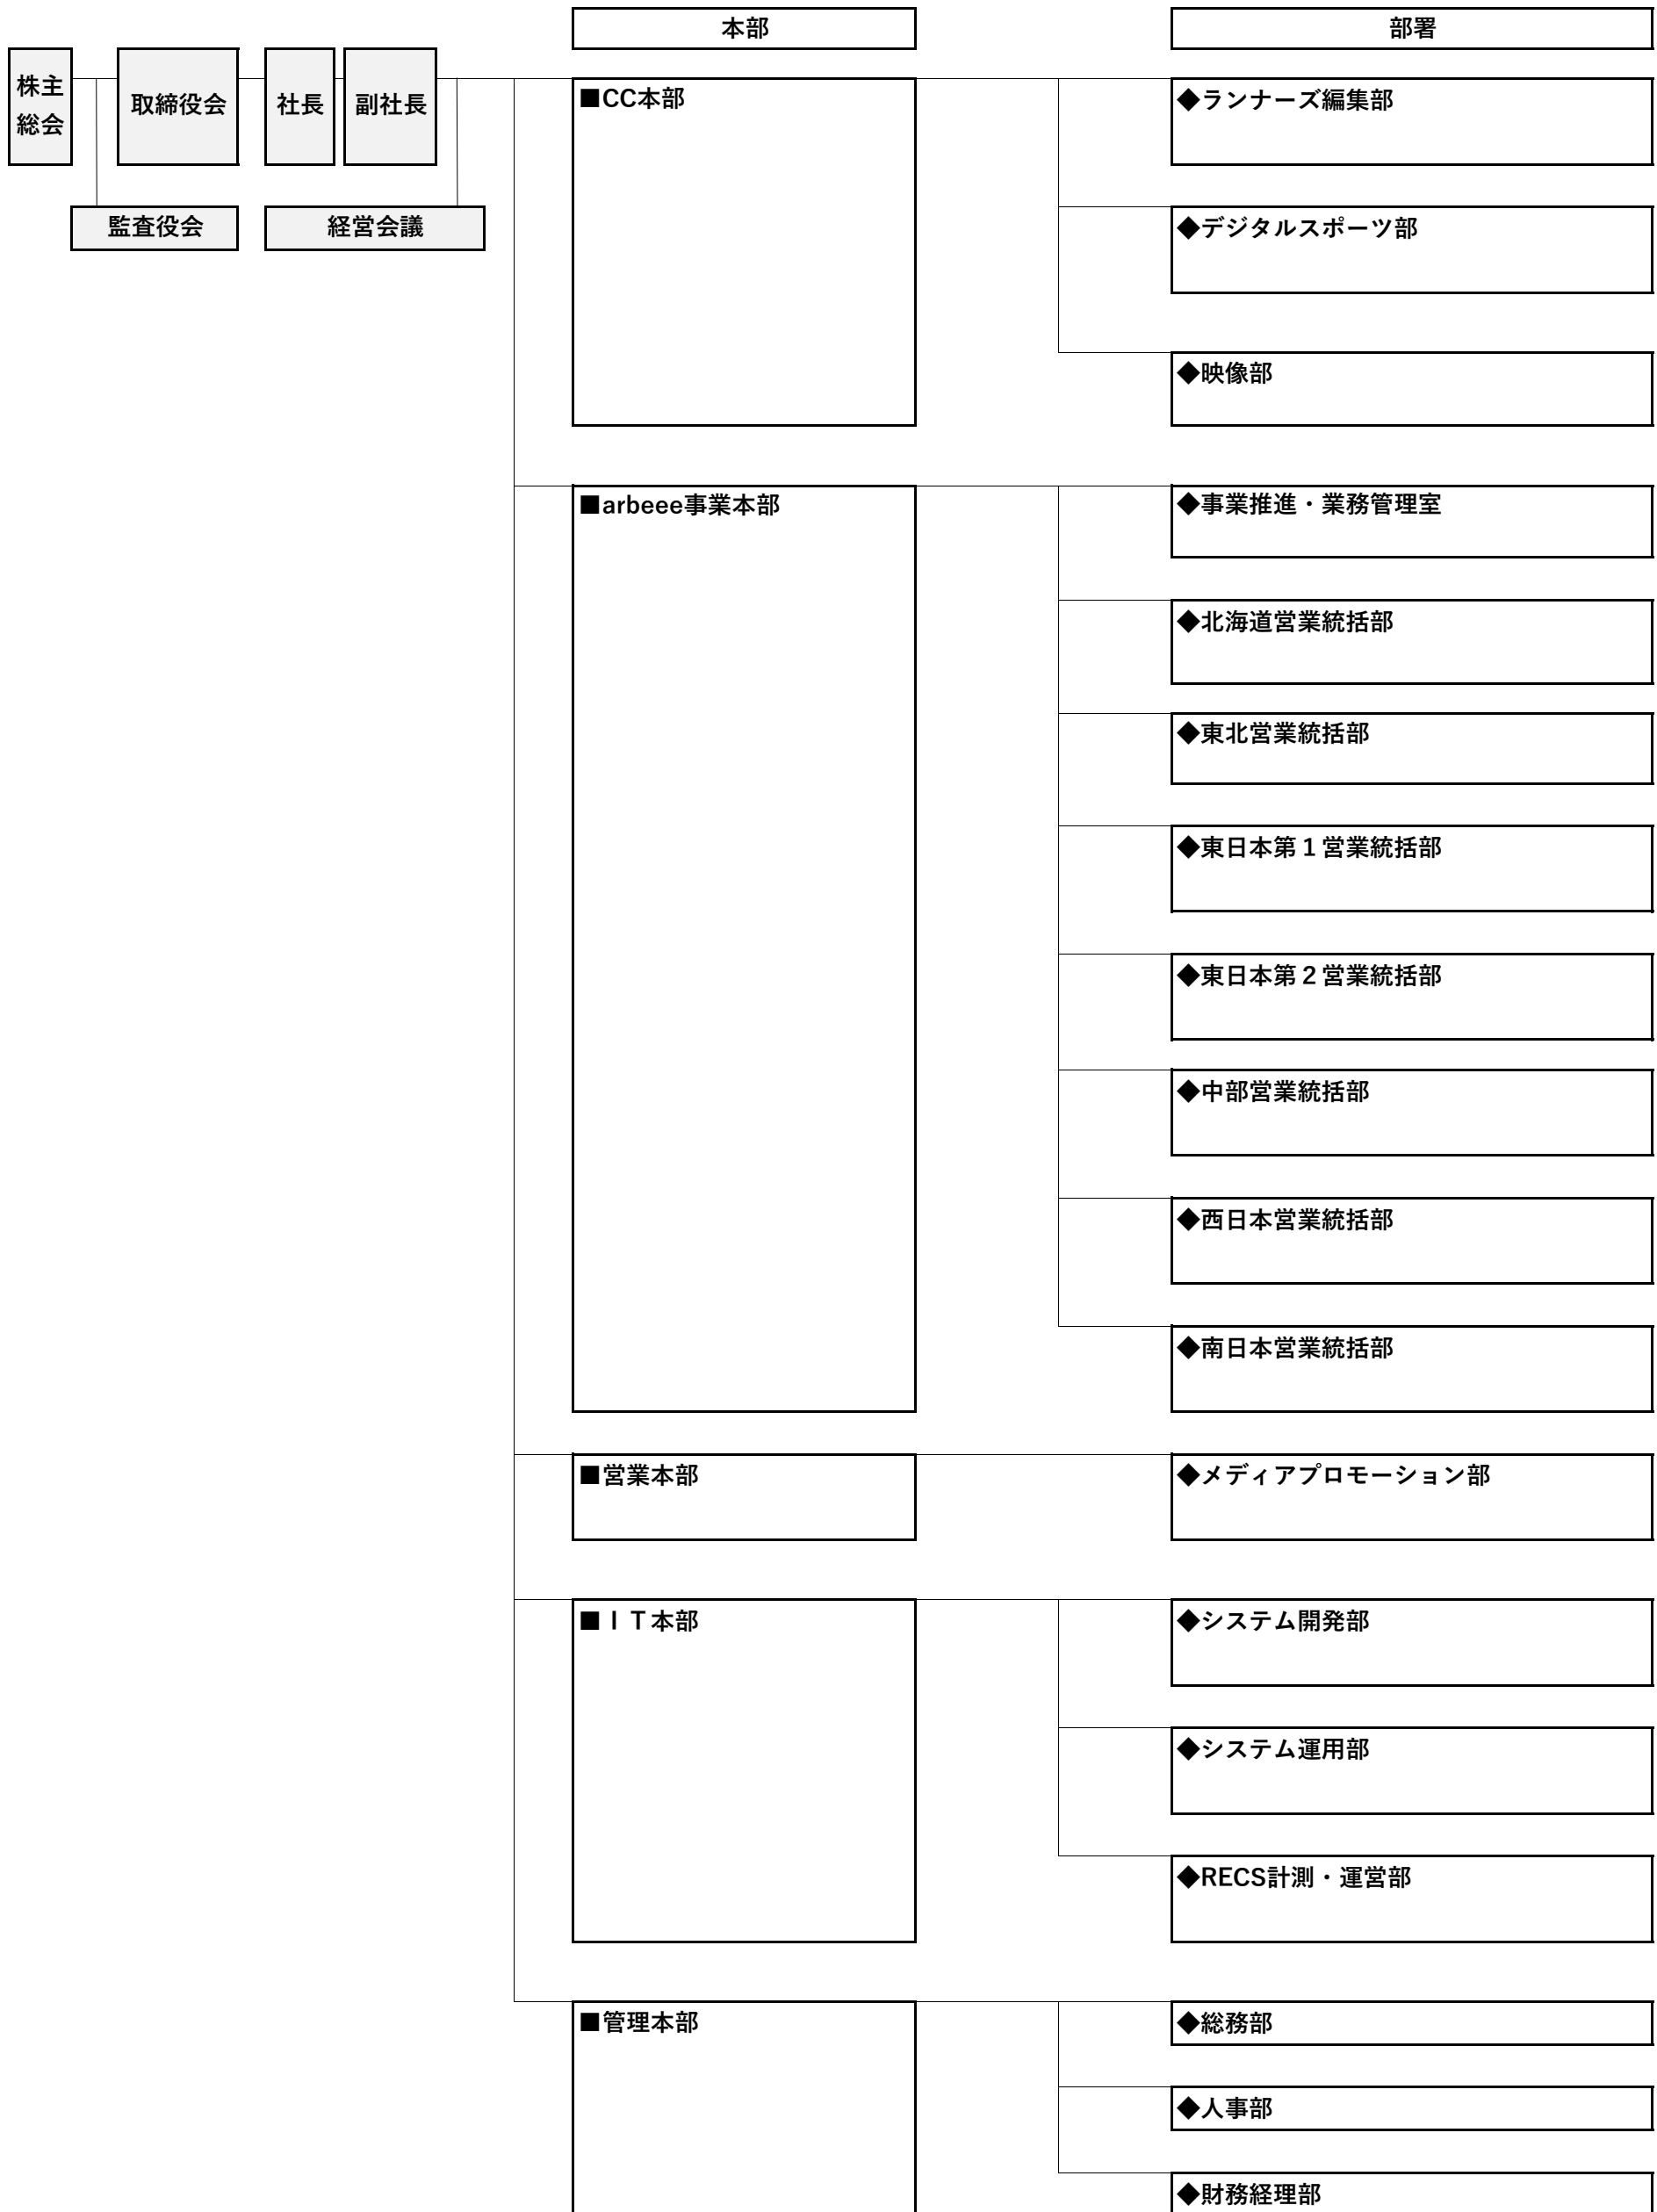 本部
部署
株主
総会
取締役会
社長
副社長
監査役会
経営会議
■CC本部
◆ランナーズ編集部
◆デジタルスポーツ部
◆映像部
■arbeee事業本部
◆事業推進・業務管理室
◆北海道営業統括部
◆東北営業統括部
◆東日本第１営業統括部
◆東日本第２営業統括部
◆中部営業統括部
◆西日本営業統括部
◆南日本営業統括部
■営業本部
◆メディアプロモーション部
■ＩＴ本部
◆システム開発部
◆システム運用部
◆RECS計測・運営部
■管理本部
◆総務部
◆人事部
◆財務経理部